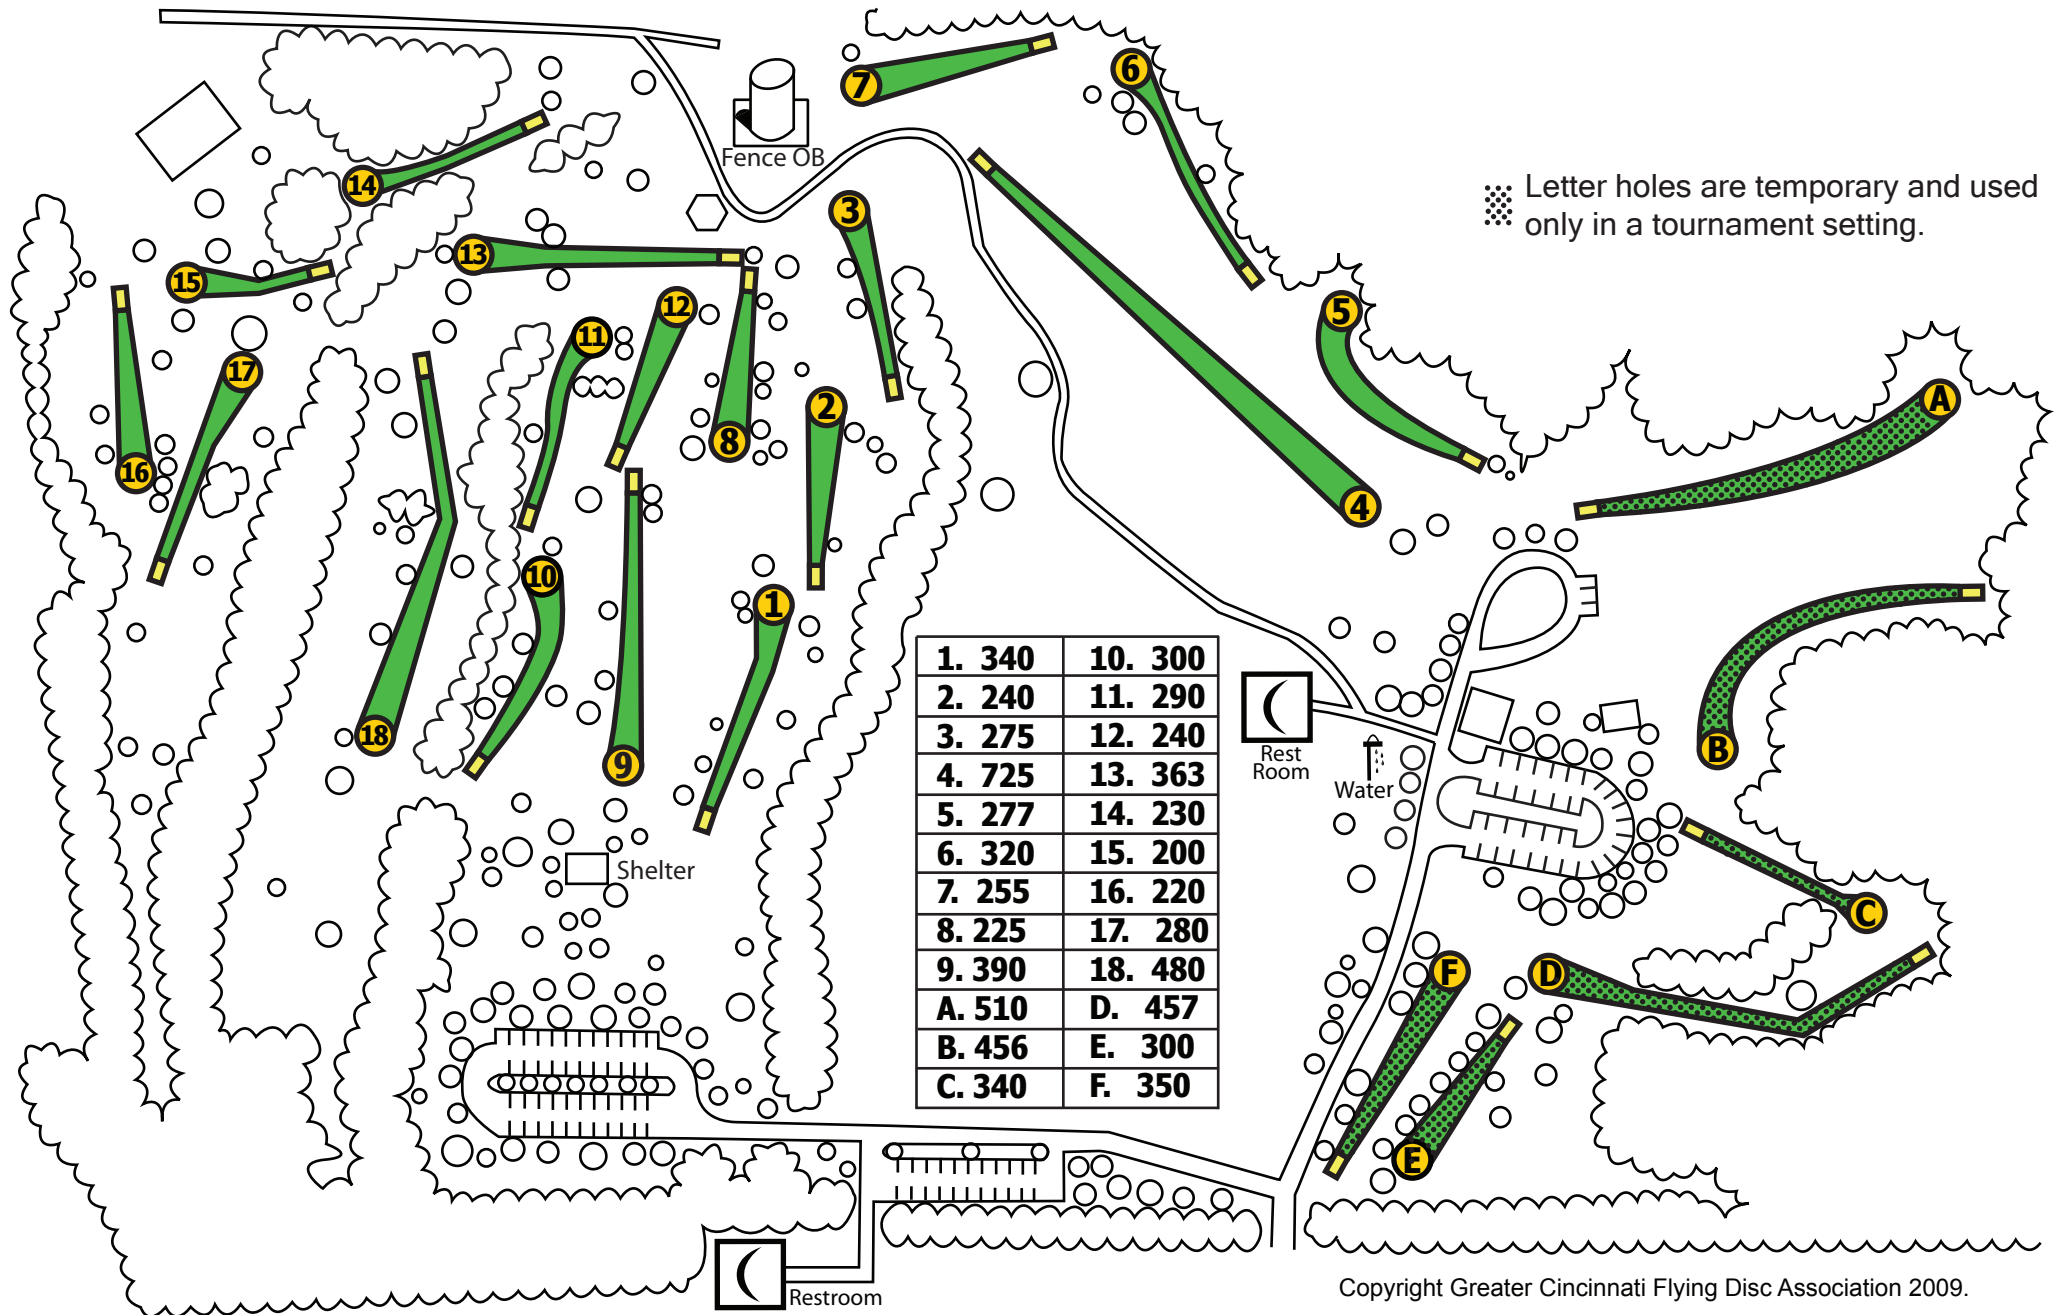 7
6
Fence OB
14
3
Letter holes are temporary and used
only in a tournament setting.
13
15
12
5
11
17
2
A
8
16
4
10
1
1. 340 10. 300
2. 240 11. 290
3. 275 12. 240
4. 725 13. 363
5. 277 14. 230
6. 320 15. 200
7. 255 16. 220
8. 225 17. 280
9. 390 18. 480
A. 510 D. 457
B. 456 E. 300
C. 340 F. 350
18
9
B
Rest
Room
Water
Shelter
C
F
D
E
Restroom
Copyright Greater Cincinnati Flying Disc Association 2009.